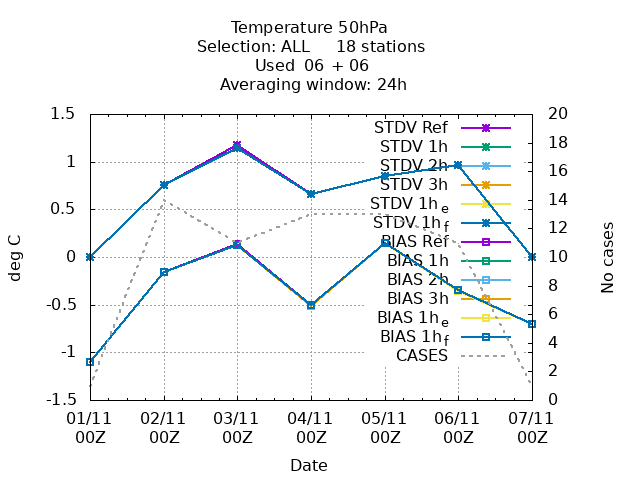 Temperature 50hPa
Selection: ALL 18 stations
Used 06 + 06
Averaging window: 24h
1.5
1
0.5
0
-0.5
-1
-1.5
deg C
20
18
16
14
12
10
8
6
4
2
0
No cases
STDV Ref
STDV 1h
STDV 2h
STDV 3h
STDV 1h e
STDV 1h f
BIAS Ref
BIAS 1h
BIAS 2h
BIAS 3h
BIAS 1h e
BIAS 1h f
CASES
01/11 02/11 03/11 04/11 05/11 06/11 07/11
00Z 00Z 00Z 00Z 00Z 00Z 00Z
Date